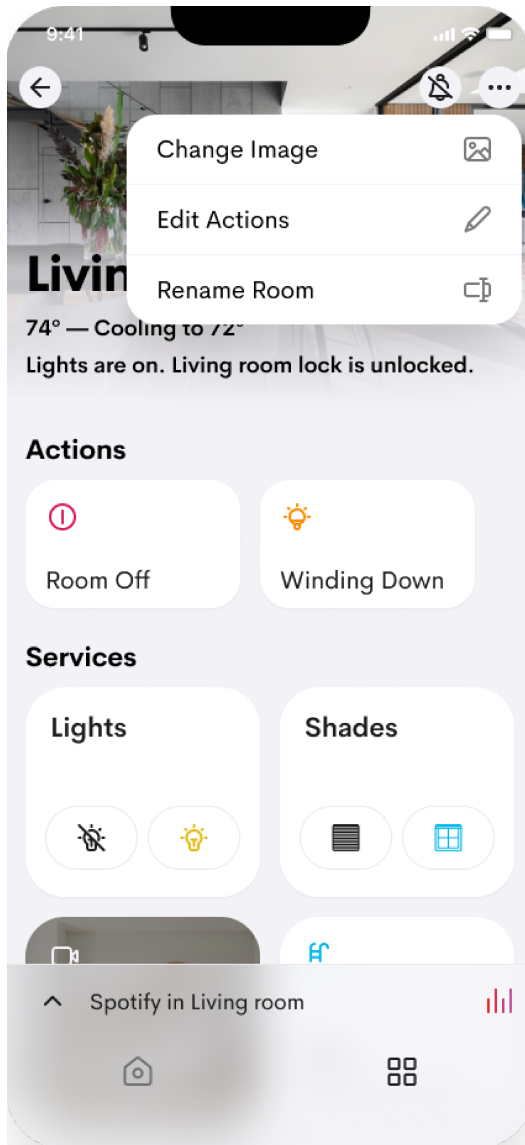 9:41
Change Image
Edit Actions
Rename Room
Livin
74° — Cooling to 72°
Lights are on. Living room lock is unlocked.
Actions
Room Off
Winding Down
Services
Lights
Shades
Spotify in Living room